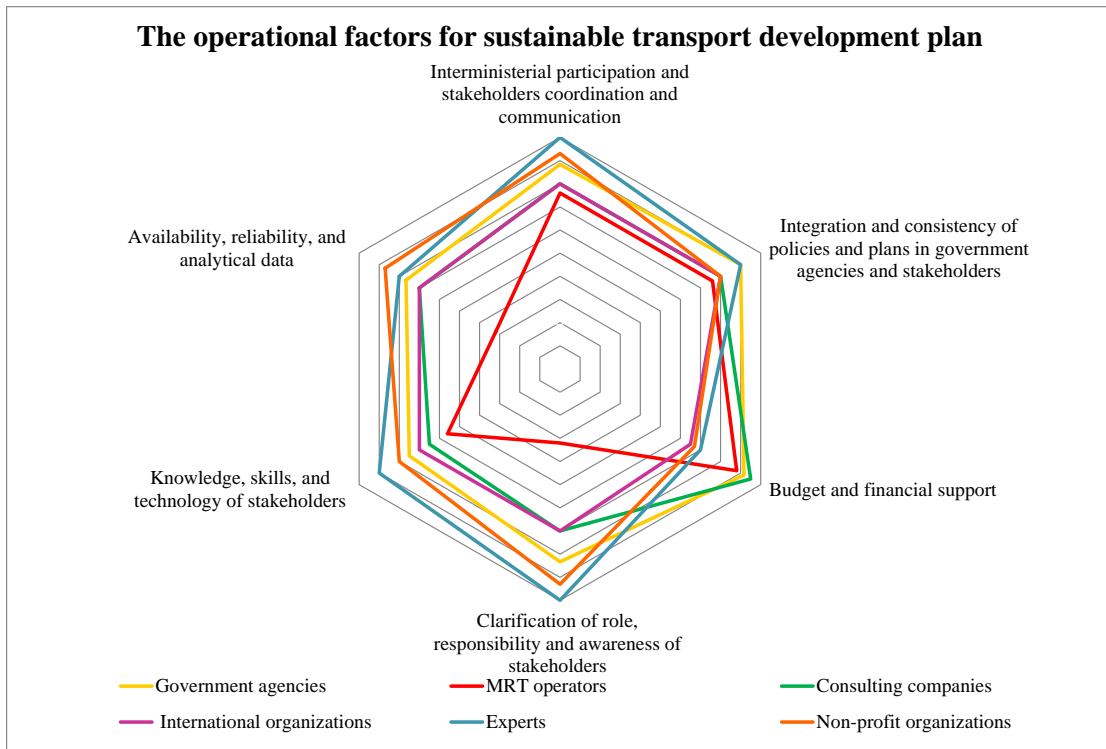 The operational factors for sustainable transport development plan
Interministerial participation and
stakeholders coordination and
communication
Integration and consistency of
policies and plans in government
agencies and stakeholders
Budget and financial support
Clarification of role,
responsibility and awareness of
stakeholders
Knowledge, skills, and
technology of stakeholders
Availability, reliability, and
analytical data
Government agencies
MRT operators
Consulting companies
International organizations
Experts
Non-profit organizations